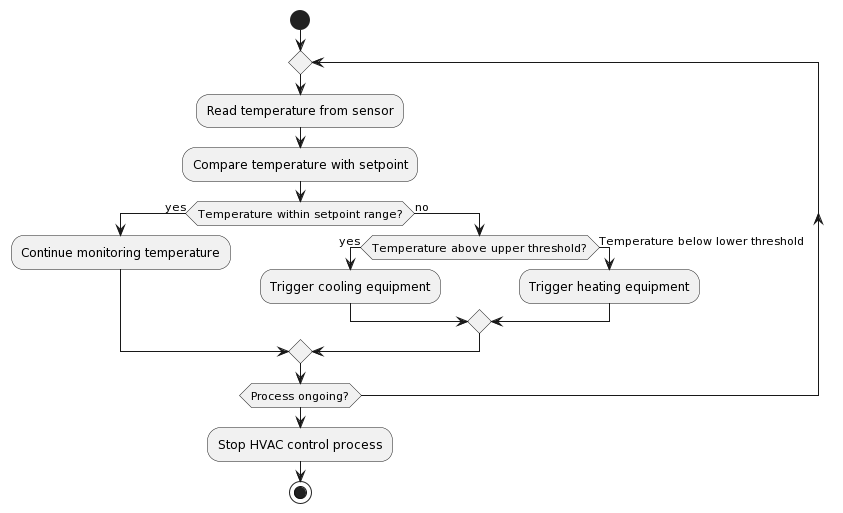 Read temperature from sensor
Compare temperature with setpoint
yes
Temperature within setpoint range?
no
Continue monitoring temperature
yes
Temperature above upper threshold?
Temperature below lower threshold
Trigger cooling equipment
Trigger heating equipment
Process ongoing?
Stop HVAC control process